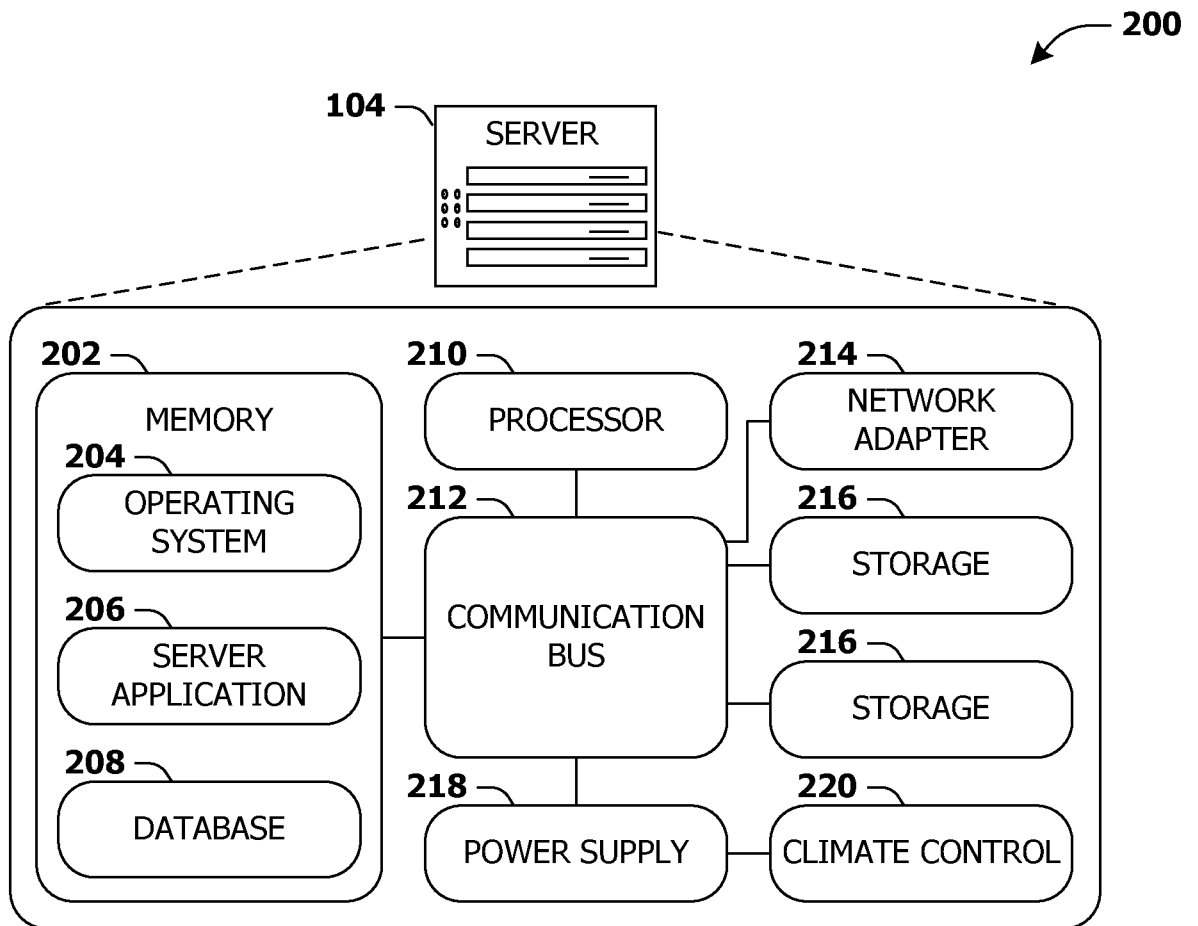 200
104
SERVER
202
MEMORY
204
OPERATING
SYSTEM
206
SERVER
APPLICATION
208
DATABASE
210
PROCESSOR
212
COMMUNICATION
BUS
214
NETWORK
ADAPTER
216
STORAGE
216
STORAGE
218
POWER SUPPLY
220
CLIMATE CONTROL